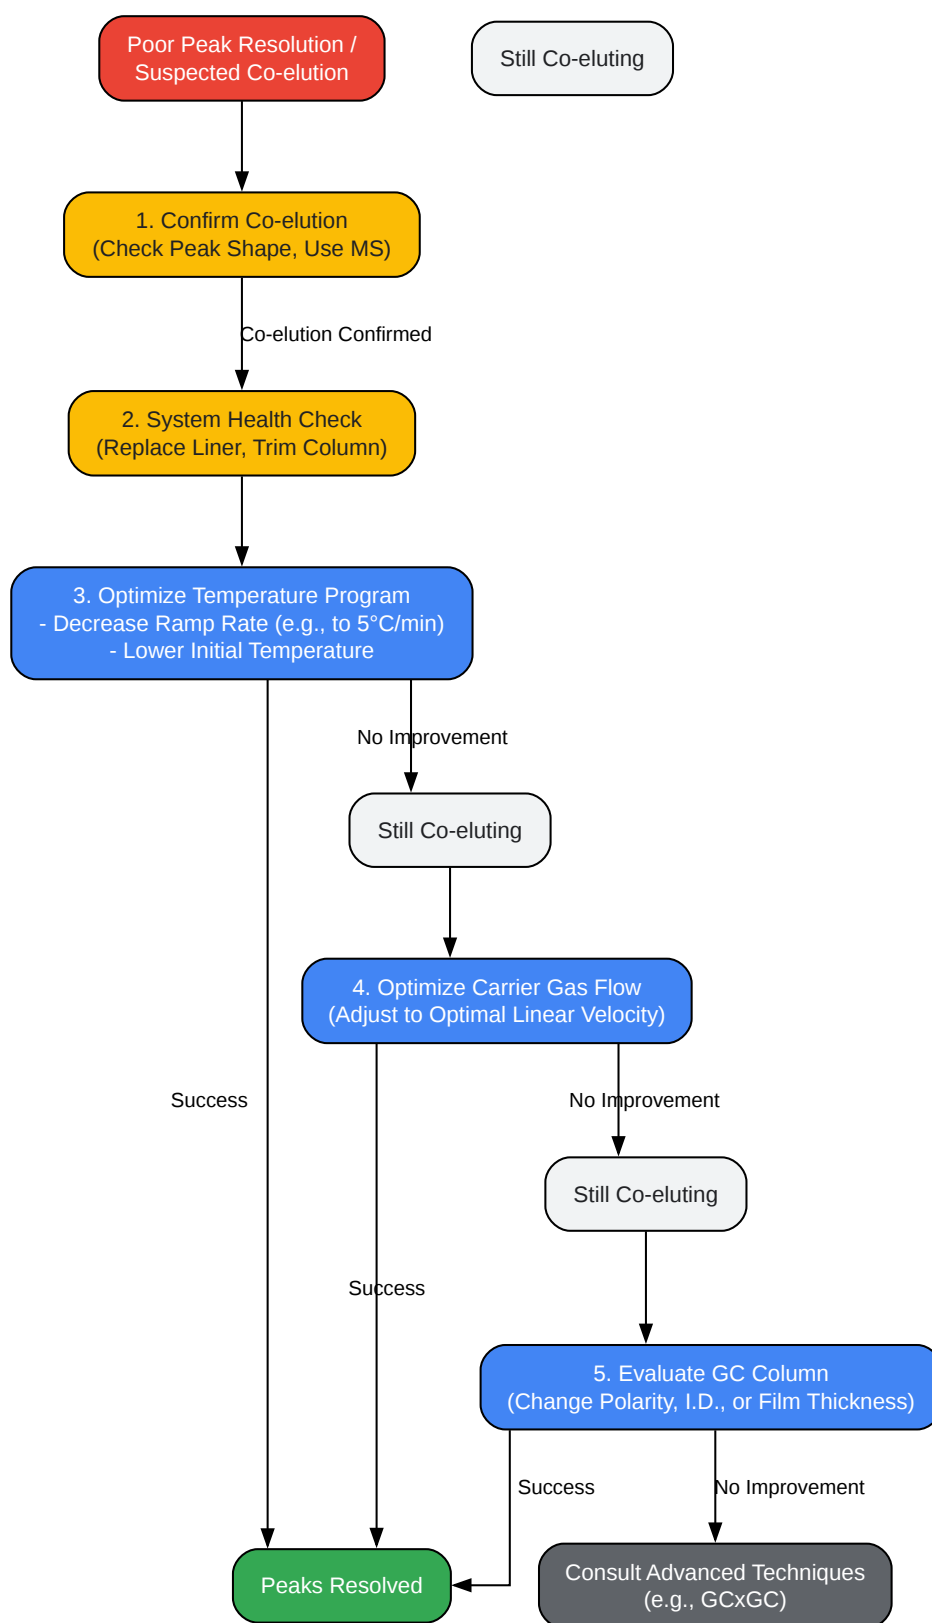 Poor Peak Resolution /
Suspected Co-elution
Still Co-eluting
1. Confirm Co-elution
(Check Peak Shape, Use MS)
Co-elution Confirmed
2. System Health Check
(Replace Liner, Trim Column)
3. Optimize Temperature Program
- Decrease Ramp Rate (e.g., to 5°C/min)
- Lower Initial Temperature
No Improvement
Still Co-eluting
4. Optimize Carrier Gas Flow
(Adjust to Optimal Linear Velocity)
Success
No Improvement
Still Co-eluting
Success
5. Evaluate GC Column
(Change Polarity, I.D., or Film Thickness)
Success
No Improvement
Peaks Resolved
Consult Advanced Techniques
(e.g., GCxGC)